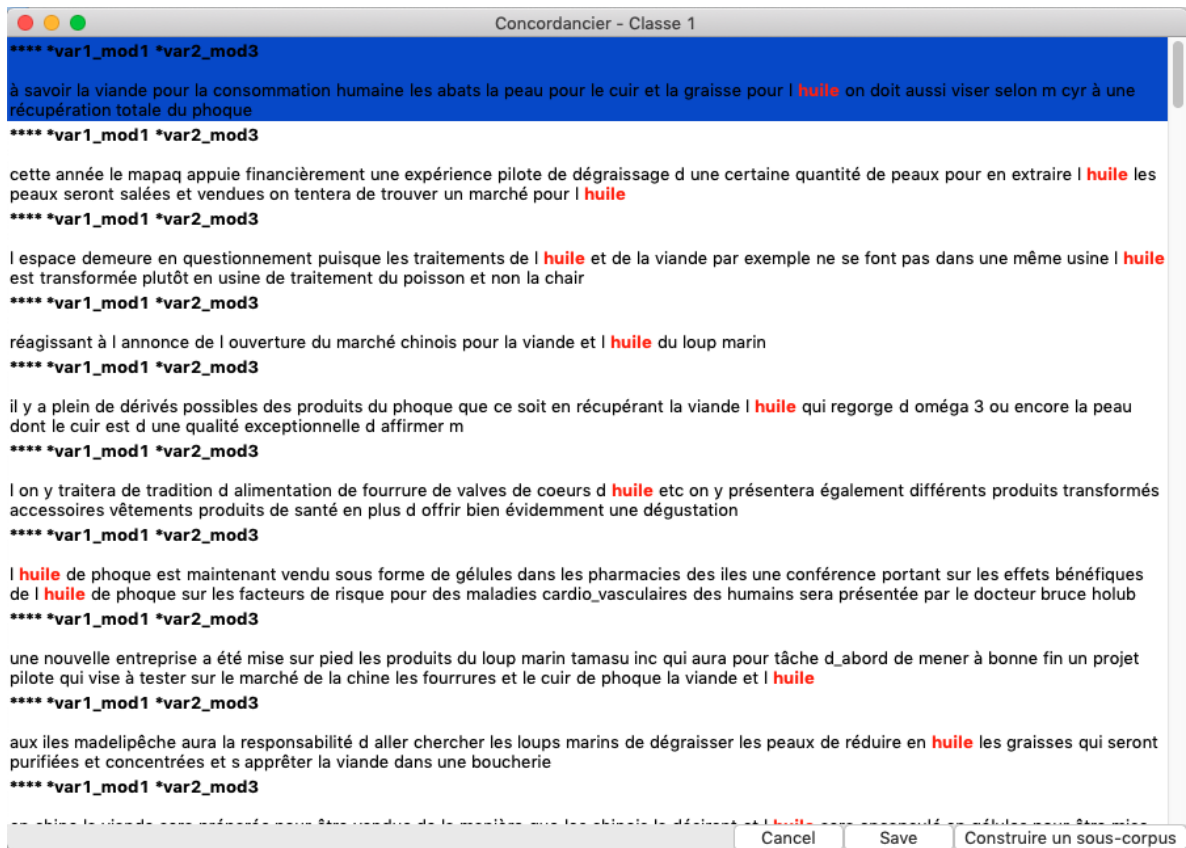 Concordancier - Classe 1
**** *var1_mod1 *var2_mod3
à savoir la viande pour la consommation humaine les abats la peau pour le cuir et la graisse pour l huile on doit aussi viser selon m cyr à une
récupération totale du phoque
**** *var1_mod1 *var2_mod3
cette année le mapaq appuie financièrement une expérience pilote de dégraissage d une certaine quantité de peaux pour en extraire l huile les
peaux seront salées et vendues on tentera de trouver un marché pour l huile
**** *var1_mod1 *var2_mod3
l espace demeure en questionnement puisque les traitements de l huile et de la viande par exemple ne se font pas dans une même usine l huile
est transformée plutôt en usine de traitement du poisson et non la chair
**** *var1_mod1 *var2_mod3
réagissant à l annonce de l ouverture du marché chinois pour la viande et l huile du loup marin
**** *var1_mod1 *var2_mod3
il y a plein de dérivés possibles des produits du phoque que ce soit en récupérant la viande l huile qui regorge d oméga 3 ou encore la peau
dont le cuir est d une qualité exceptionnelle d affirmer m
**** *var1_mod1 *var2_mod3
l on y traitera de tradition d alimentation de fourrure de valves de coeurs d huile etc on y présentera également différents produits transformés
accessoires vêtements produits de santé en plus d offrir bien évidemment une dégustation
**** *var1_mod1 *var2_mod3
l huile de phoque est maintenant vendu sous forme de gélules dans les pharmacies des iles une conférence portant sur les effets bénéfiques
de l huile de phoque sur les facteurs de risque pour des maladies cardio_vasculaires des humains sera présentée par le docteur bruce holub
**** *var1_mod1 *var2_mod3
une nouvelle entreprise a été mise sur pied les produits du loup marin tamasu inc qui aura pour tâche d_abord de mener à bonne fin un projet
pilote qui vise à tester sur le marché de la chine les fourrures et le cuir de phoque la viande et l huile
**** *var1_mod1 *var2_mod3
aux iles madelipêche aura la responsabilité d aller chercher les loups marins de dégraisser les peaux de réduire en huile les graisses qui seront
purifiées et concentrées et s apprêter la viande dans une boucherie
**** *var1_mod1 *var2_mod3
Cancel Save Construire un sous-corpus